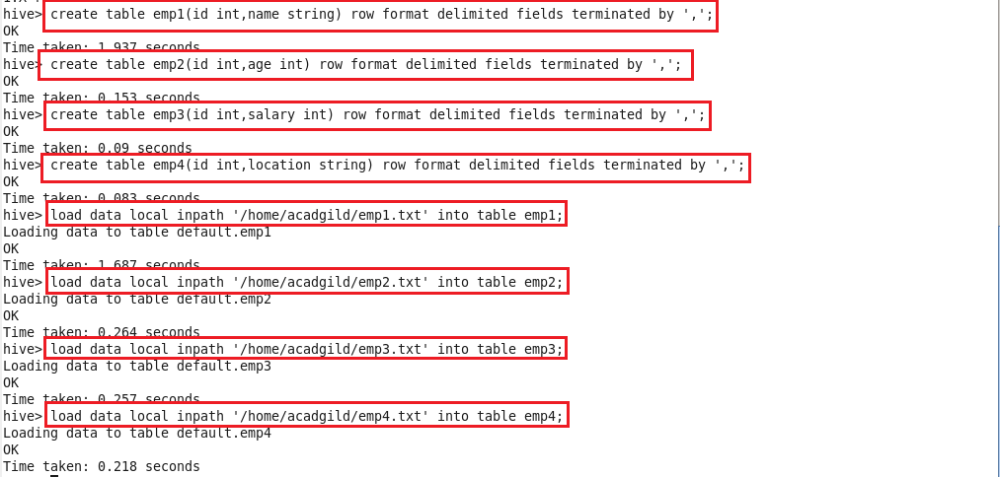 hive> create table emp1(id int,name string) row format delimited fields terminated by ',';
OK
Time taken: 1.937 seconds
hive> create table emp2(id int,age int) row format delimited fields terminated by ',';
OK
Time taken: 0.153 seconds
hive> create table emp3(id int,salary int) row format delimited fields terminated by ',';
OK
Time taken: 0.09 seconds
hive> create table emp4(id int,location string) row format delimited fields terminated by ',';
OK
Time taken: 0.083 seconds
hive> load data local inpath '/home/acadgild/emp1.txt' into table emp1;
Loading data to table default.emp1
OK
Time taken: 1.687 seconds
hive> load data local inpath '/home/acadgild/emp2.txt' into table emp2;
Loading data to table default.emp2
OK
Time taken: 0.264 seconds
hive> load data local inpath '/home/acadgild/emp3.txt' into table emp3;
Loading data to table default.emp3
OK
Time taken: 0.257 seconds
hive> load data local inpath '/home/acadgild/emp4.txt' into table emp4;
Loading data to table default.emp4
OK
Time taken: 0.218 seconds